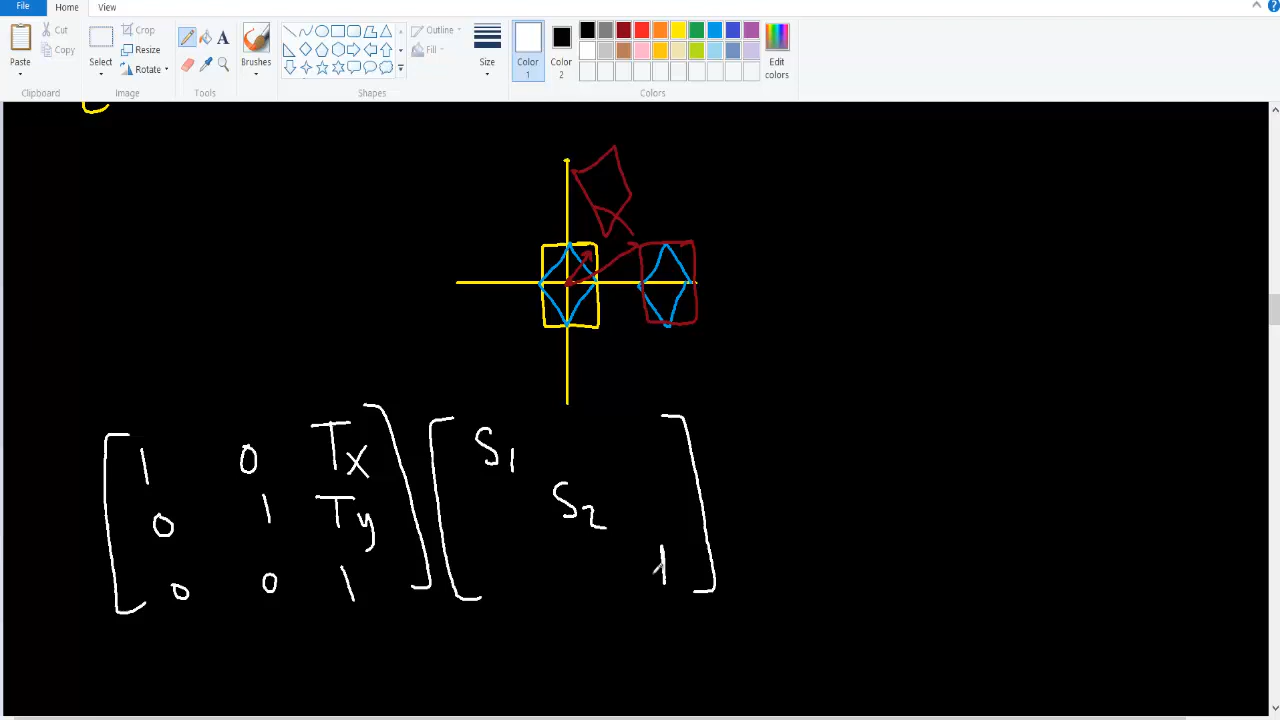 File Home View
Cut
Copy
Paste
Clipboard
Crop
Resize
Rotate
Select
Image
A
Tools
Brushes
Outline
Fill
Shapes
Size
Color 1
Color 2
Edit colors
Colors
1 0 Tx
0 1 Ty
0 0 1
S1
S2
1